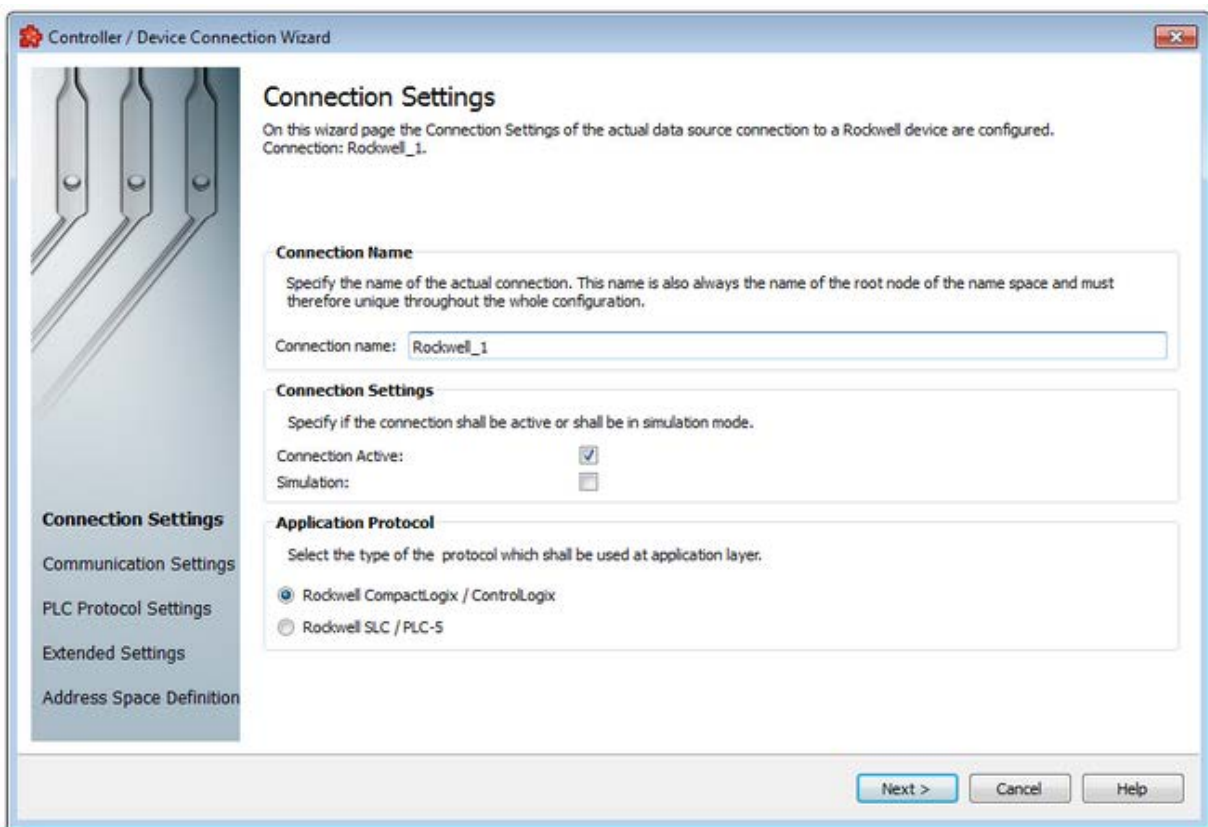 Controller / Device Connection Wizard
Connection Settings
On this wizard page the Connection Settings of the actual data source connection to a Rockwell device are configured.
Connection: Rockwell_1.
Connection Name
Specify the name of the actual connection. This name is also always the name of the root node of the name space and must
therefore unique throughout the whole configuration.
Connection name: Rockwell_1
Connection Settings
Specify if the connection shall be active or shall be in simulation mode.
Connection Active:
Simulation:
Application Protocol
Select the type of the protocol which shall be used at application layer.
Rockwell CompactLogix / ControlLogix
Rockwell SLC / PLC-5
Connection Settings
Communication Settings
PLC Protocol Settings
Extended Settings
Address Space Definition
Next >
Cancel
Help